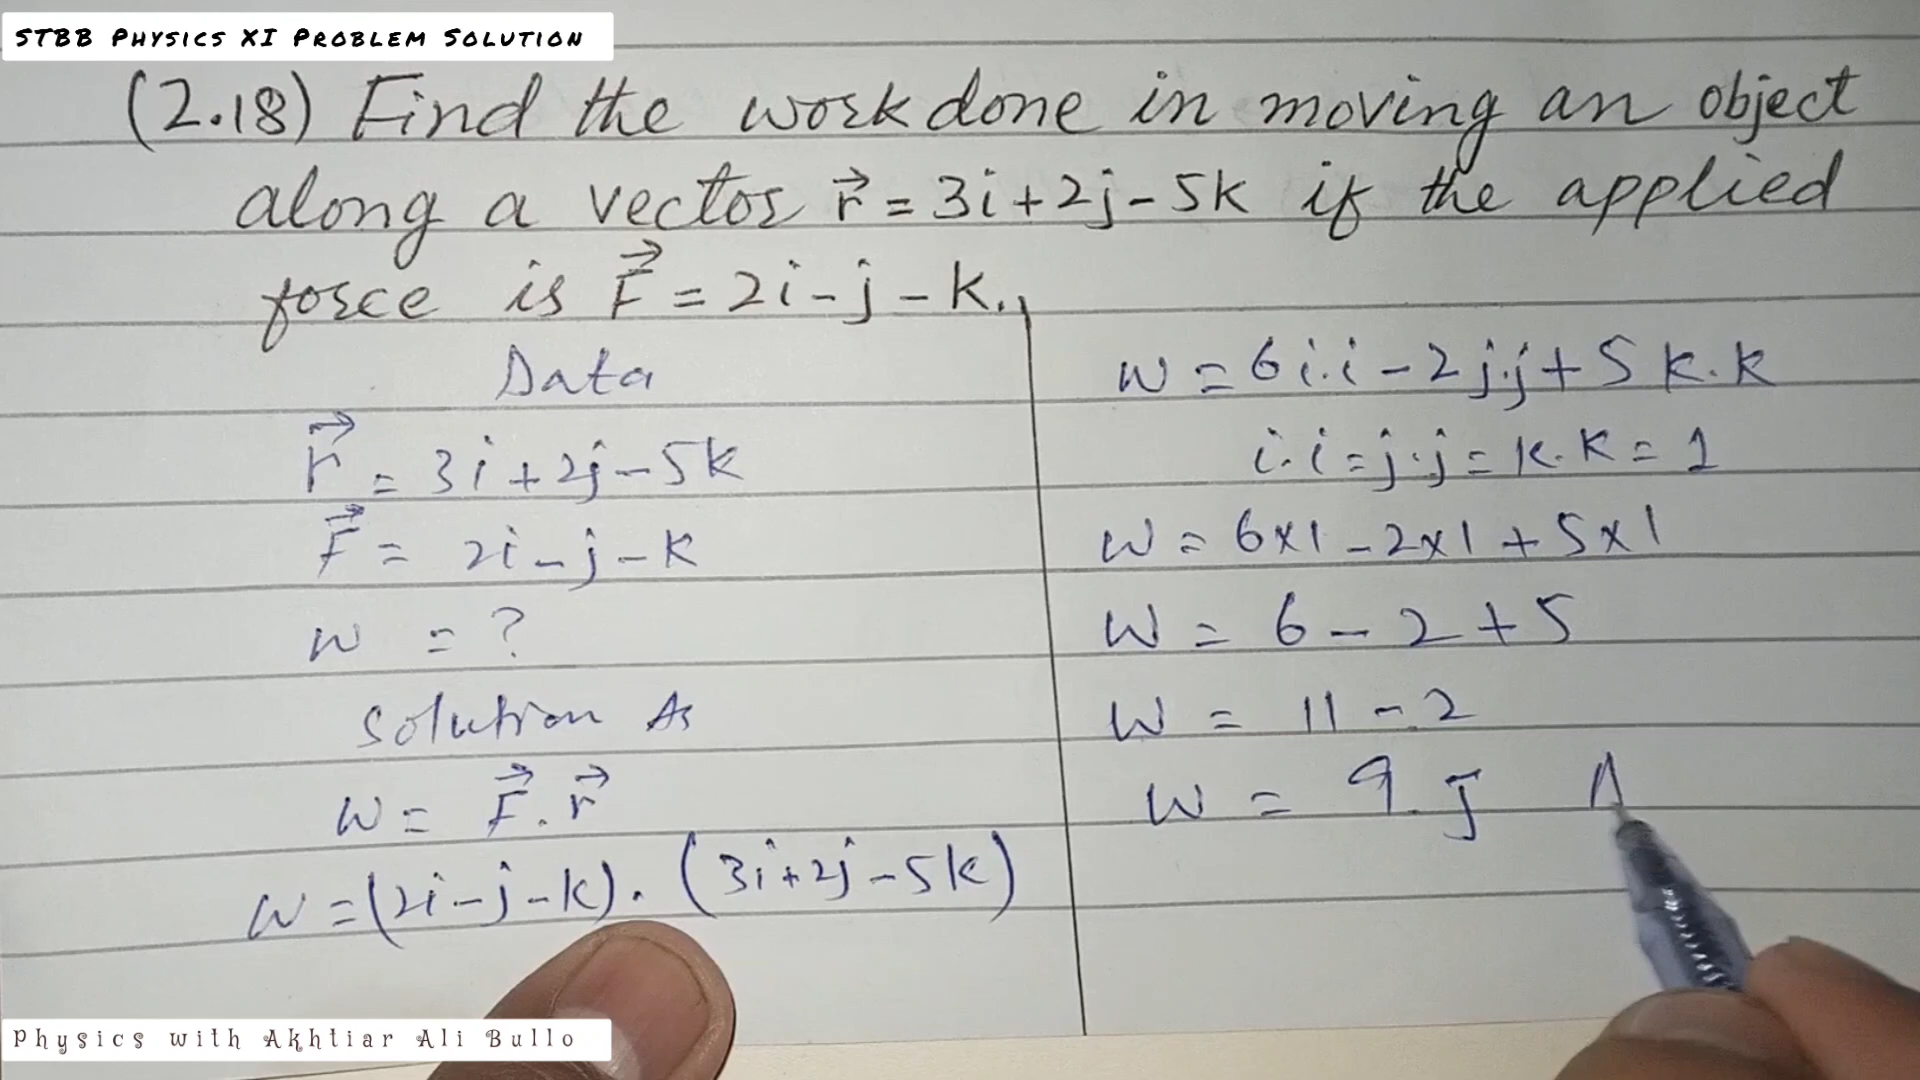 STBB Physics XI Problem Solution
(2.18) Find the workdone in moving an object
along a vector r⃗ = 3i+2j-5k if the applied
force is F⃗ = 2i-j-k.
Data
r⃗ = 3i+2j-5k
F⃗ = 2i-j-k
W = ?
Solution As
W = F⃗.r⃗
W=(2i-j-k).(3i+2j-5k)
W = 6i.i-2j.j+5k.k
i.i=j.j=k.k=1
W = 6x1-2x1+5x1
W = 6-2+5
W = 11-2
W = 9 J A
Physics with Akhtiar Ali Bullo